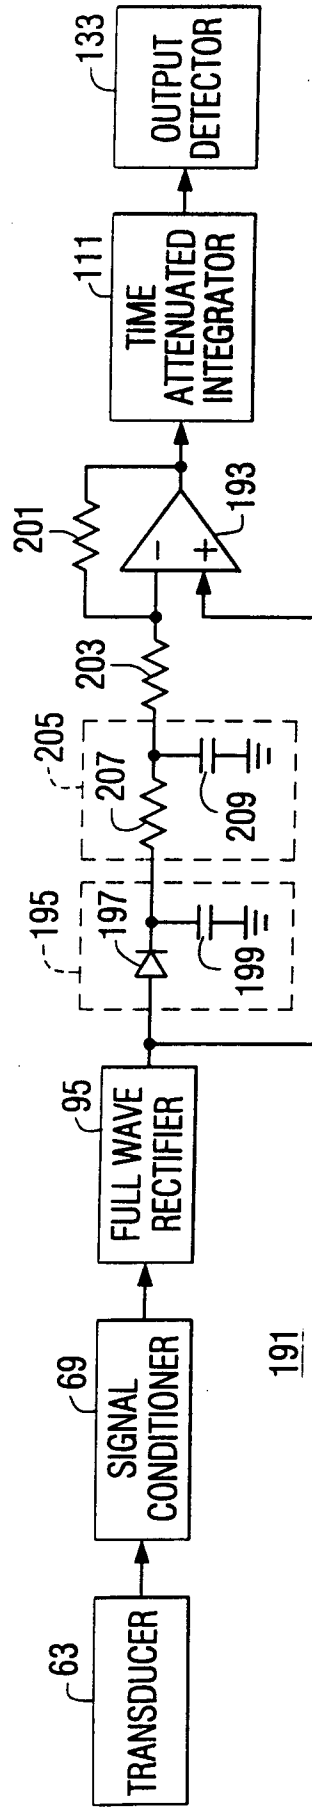 63
TRANSDUCER
69
SIGNAL
CONDITIONER
95
FULL WAVE
RECTIFIER
195
197
199
205
207
209
203
201
−
+
193
111
TIME
ATTENUATED
INTEGRATOR
133
OUTPUT
DETECTOR
191